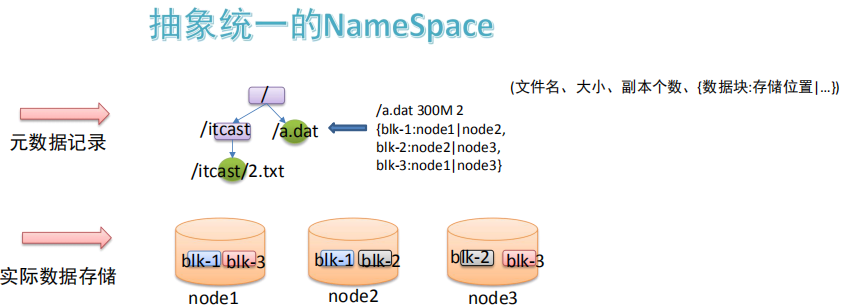 抽象统一的NameSpace
(文件名、大小、副本个数、{数据块:存储位置|…})
/
/itcast
/a.dat
/itcast/2.txt
/a.dat 300M 2
{blk-1:node1|node2,
blk-2:node2|node3,
blk-3:node1|node3}
元数据记录
blk-1 blk-3
blk-1 blk-2
blk-2 blk-3
实际数据存储
node1
node2
node3